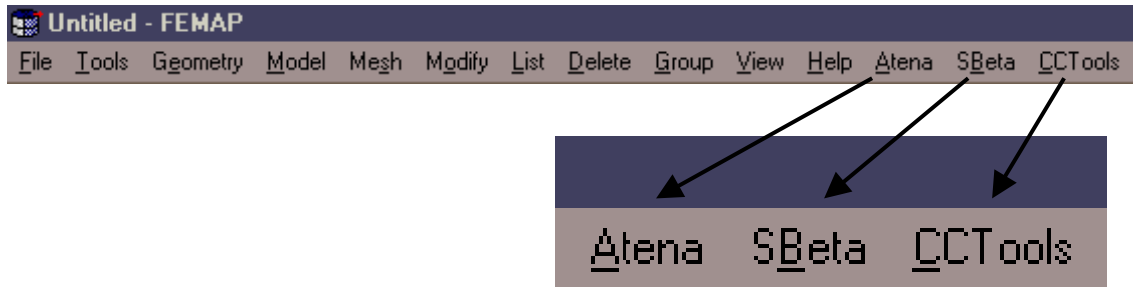 Untitled - FEMAP
File Tools Geometry Model Mesh Modify List Delete Group View Help Atena SBeta CCTools
Atena SBeta CCTools